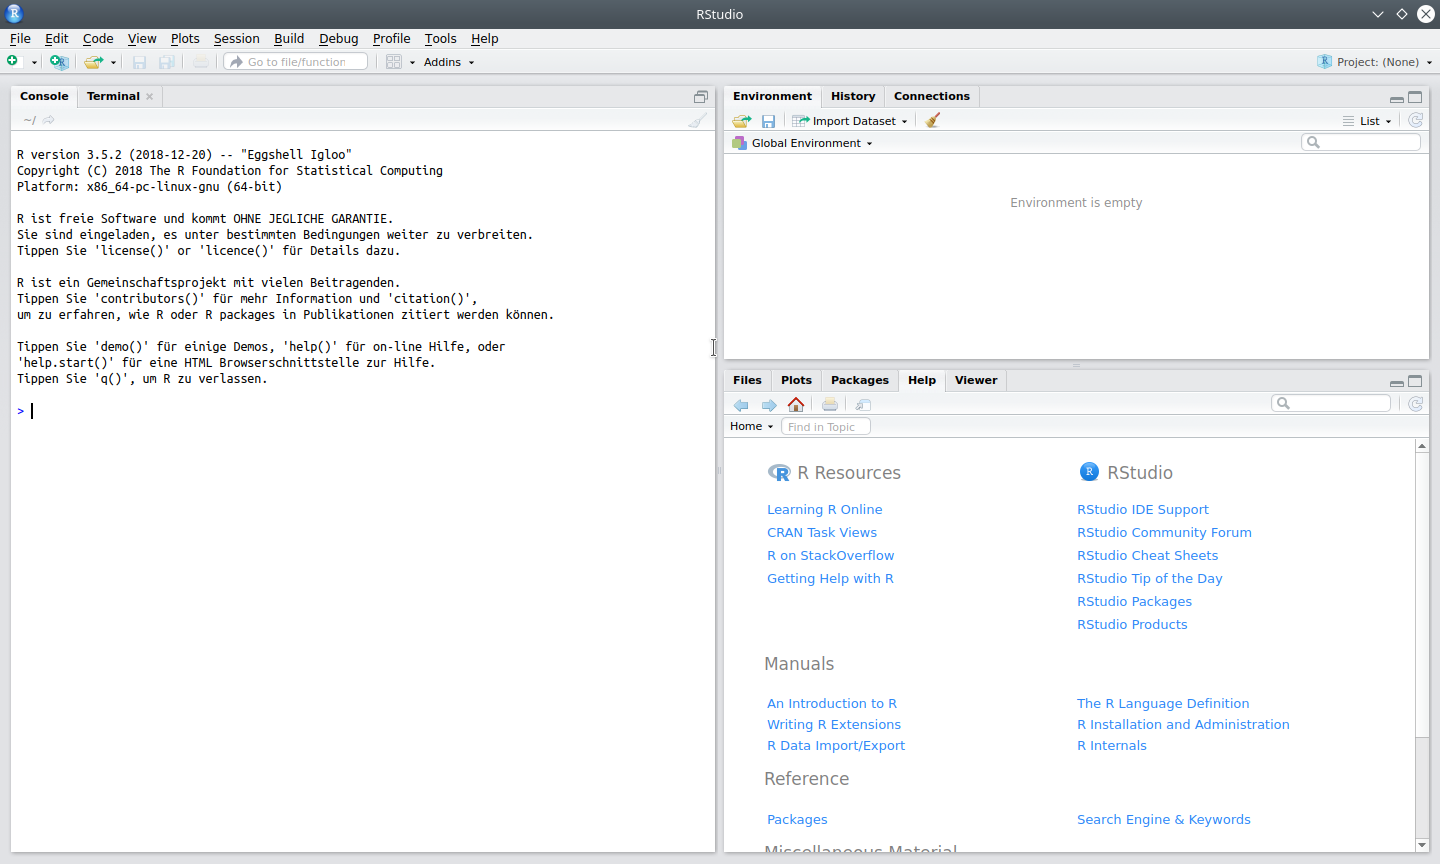 RStudio
File Edit Code View Plots Session Build Debug Profile Tools Help
Go to file/function Addins Project: (None)
Console Terminal
~/
R version 3.5.2 (2018-12-20) -- "Eggshell Igloo"
Copyright (C) 2018 The R Foundation for Statistical Computing
Platform: x86_64-pc-linux-gnu (64-bit)
R ist freie Software und kommt OHNE JEGLICHE GARANTIE.
Sie sind eingeladen, es unter bestimmten Bedingungen weiter zu verbreiten.
Tippen Sie 'license()' or 'licence()' für Details dazu.
R ist ein Gemeinschaftsprojekt mit vielen Beitragenden.
Tippen Sie 'contributors()' für mehr Information und 'citation()',
um zu erfahren, wie R oder R packages in Publikationen zitiert werden können.
Tippen Sie 'demo()' für einige Demos, 'help()' für on-line Hilfe, oder
'help.start()' für eine HTML Browserschnittstelle zur Hilfe.
Tippen Sie 'q()', um R zu verlassen.
>
Environment History Connections
Import Dataset List
Global Environment
Environment is empty
Files Plots Packages Help Viewer
Home Find in Topic
R Resources
Learning R Online
CRAN Task Views
R on StackOverflow
Getting Help with R
RStudio
RStudio IDE Support
RStudio Community Forum
RStudio Cheat Sheets
RStudio Tip of the Day
RStudio Packages
RStudio Products
Manuals
An Introduction to R The R Language Definition
Writing R Extensions R Installation and Administration
R Data Import/Export R Internals
Reference
Packages Search Engine & Keywords
Miscellaneous Material